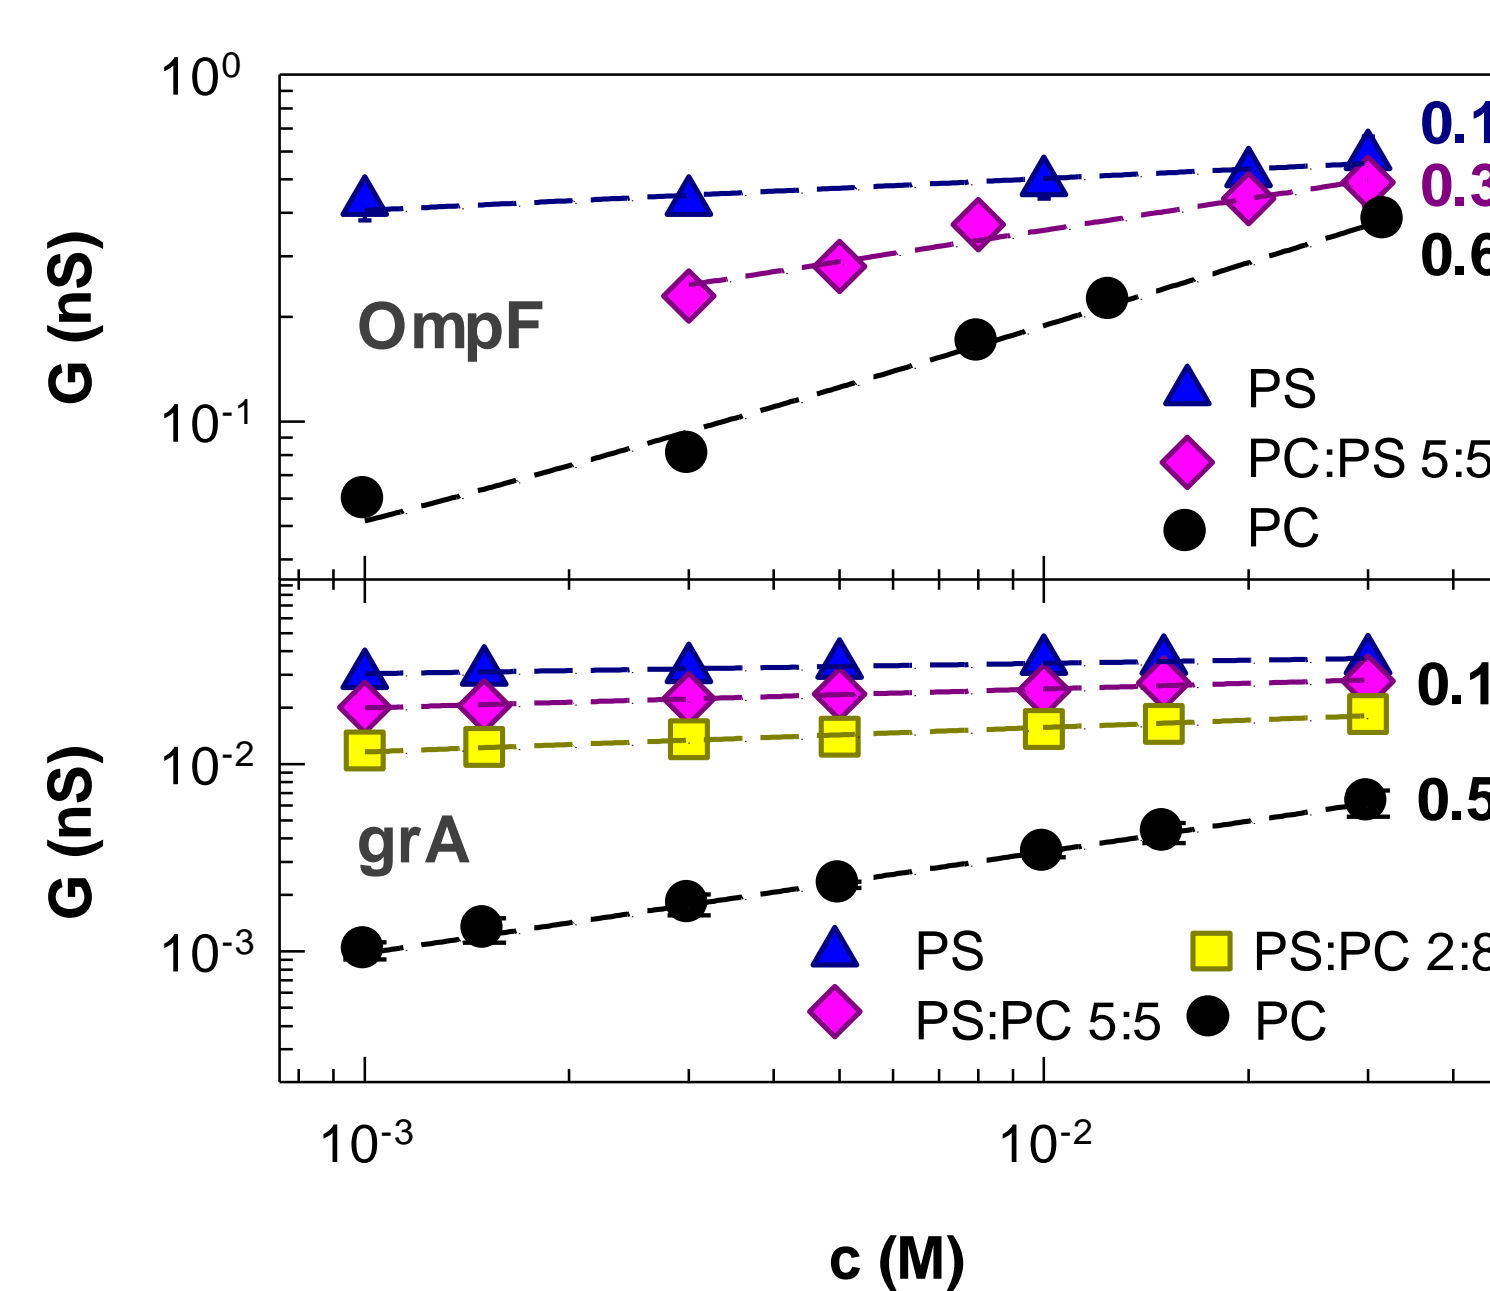 10⁰
0.1
0.3
0.6
OmpF
G (nS)
PS
10⁻¹
PC:PS 5:5
PC
0.1
10⁻²
0.5
grA
G (nS)
10⁻³
PS
PS:PC 2:8
PS:PC 5:5
PC
10⁻³
10⁻²
c (M)